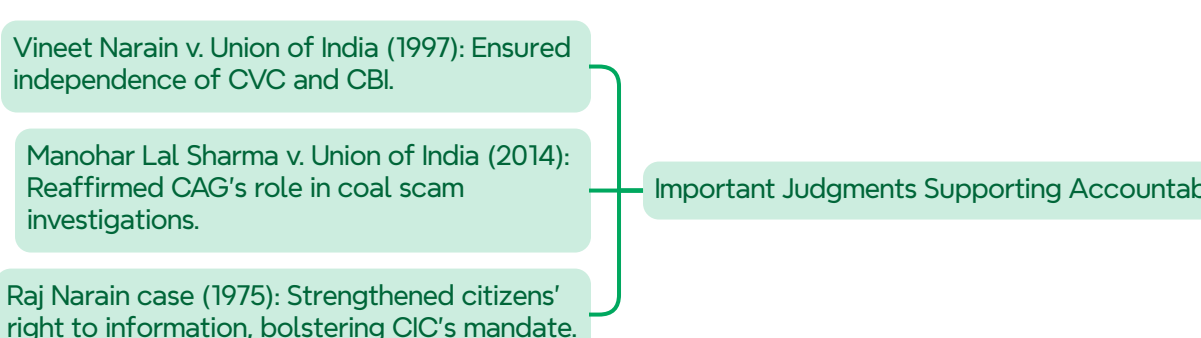 Vineet Narain v. Union of India (1997): Ensured
independence of CVC and CBI.
Manohar Lal Sharma v. Union of India (2014):
Reaffirmed CAG's role in coal scam
investigations.
Raj Narain case (1975): Strengthened citizens'
right to information, bolstering CIC's mandate.
Important Judgments Supporting